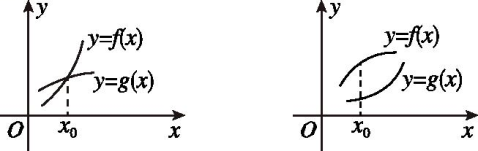 y
y=f(x)
y=g(x)
O
x₀
x
y
y=f(x)
y=g(x)
O
x₀
x